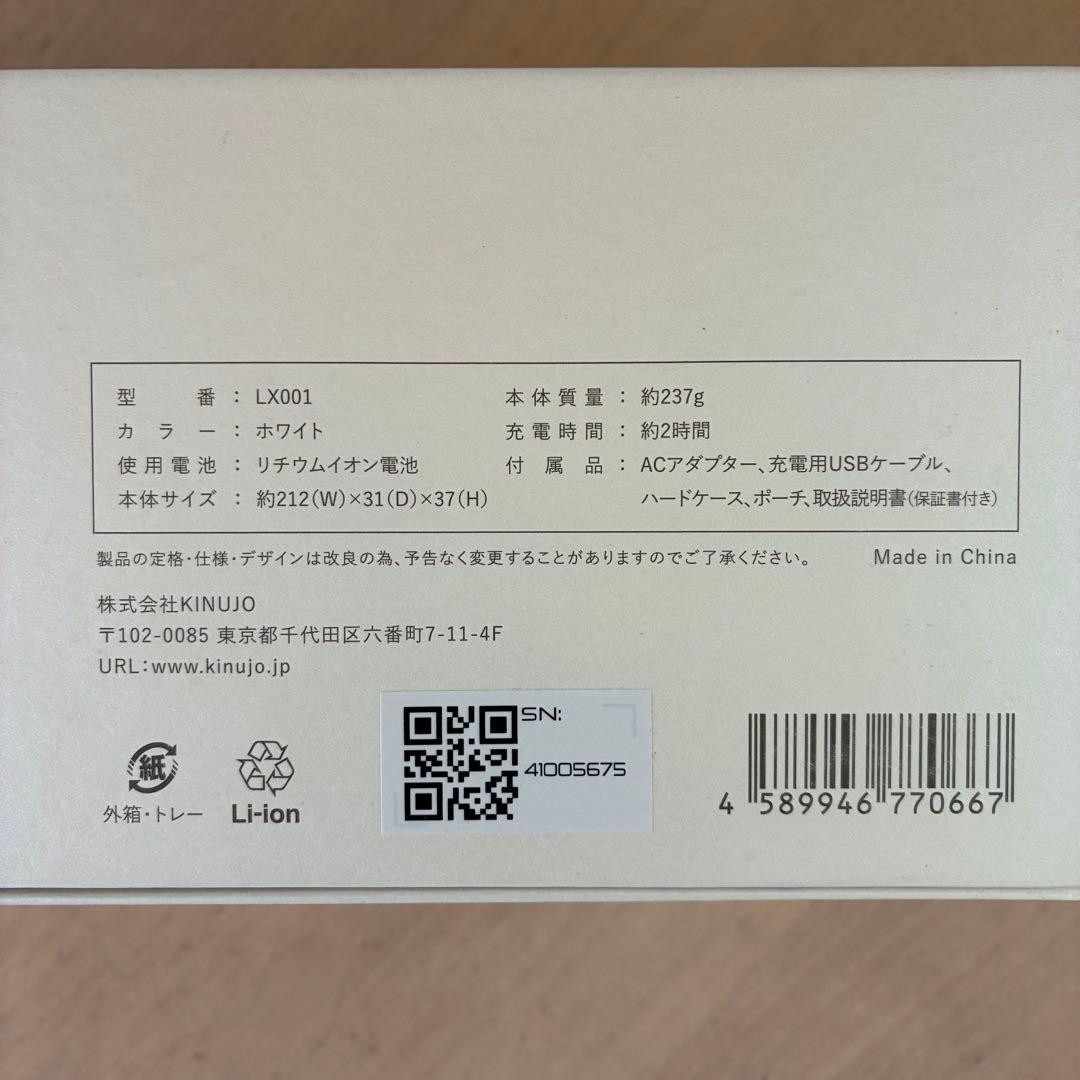 型番：LX001
カラー：ホワイト
使用電池：リチウムイオン電池
本体サイズ：約212(W)×31(D)×37(H)
本体質量：約237g
充電時間：約2時間
付属品：ACアダプター、充電用USBケーブル、
ハードケース、ポーチ、取扱説明書(保証書付き)
製品の定格・仕様・デザインは改良の為、予告なく変更することがありますのでご了承ください。
Made in China
株式会社KINUJO
〒102-0085 東京都千代田区六番町7-11-4F
URL：www.kinujo.jp
紙
外箱・トレー
Li-ion
SN:
41005675
4 589946 770667